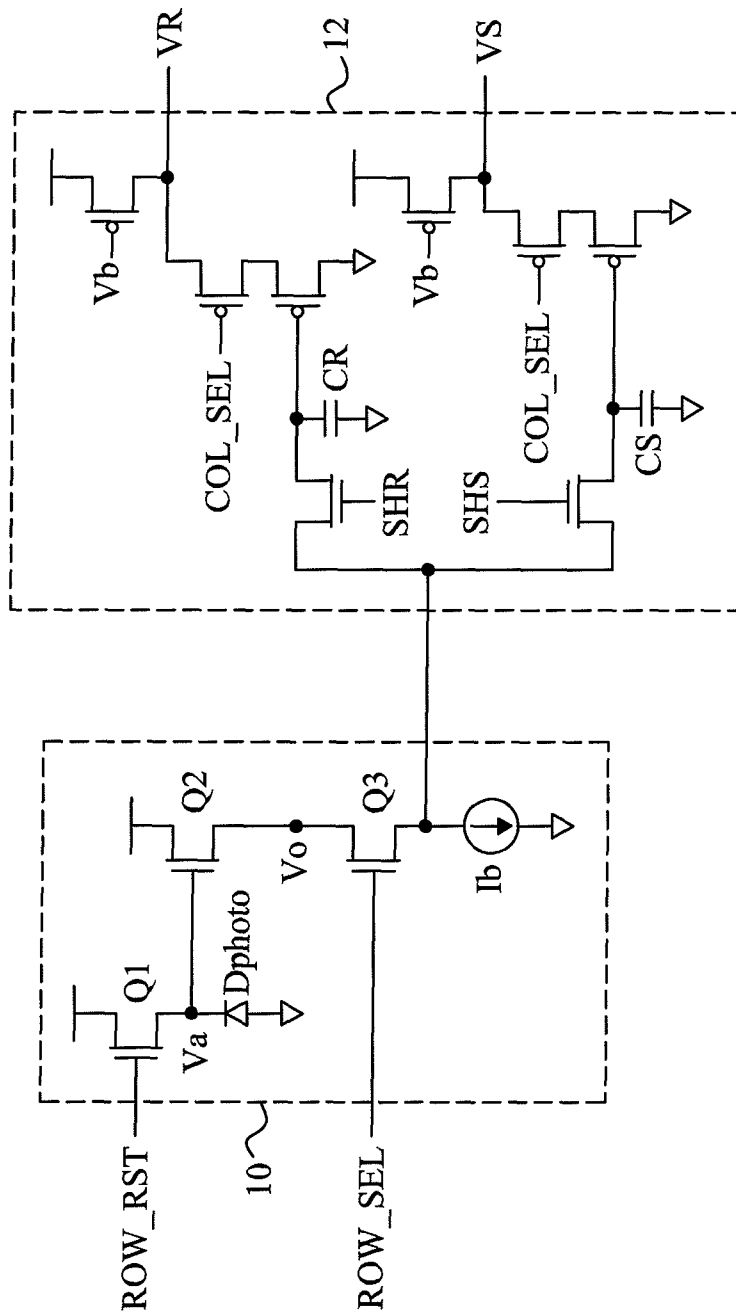 ROW_RST
ROW_SEL
10
Q1
Va
Dphoto
Q2
Vo
Q3
Ib
12
SHR
SHS
CR
CS
COL_SEL
COL_SEL
Vb
Vb
VR
VS